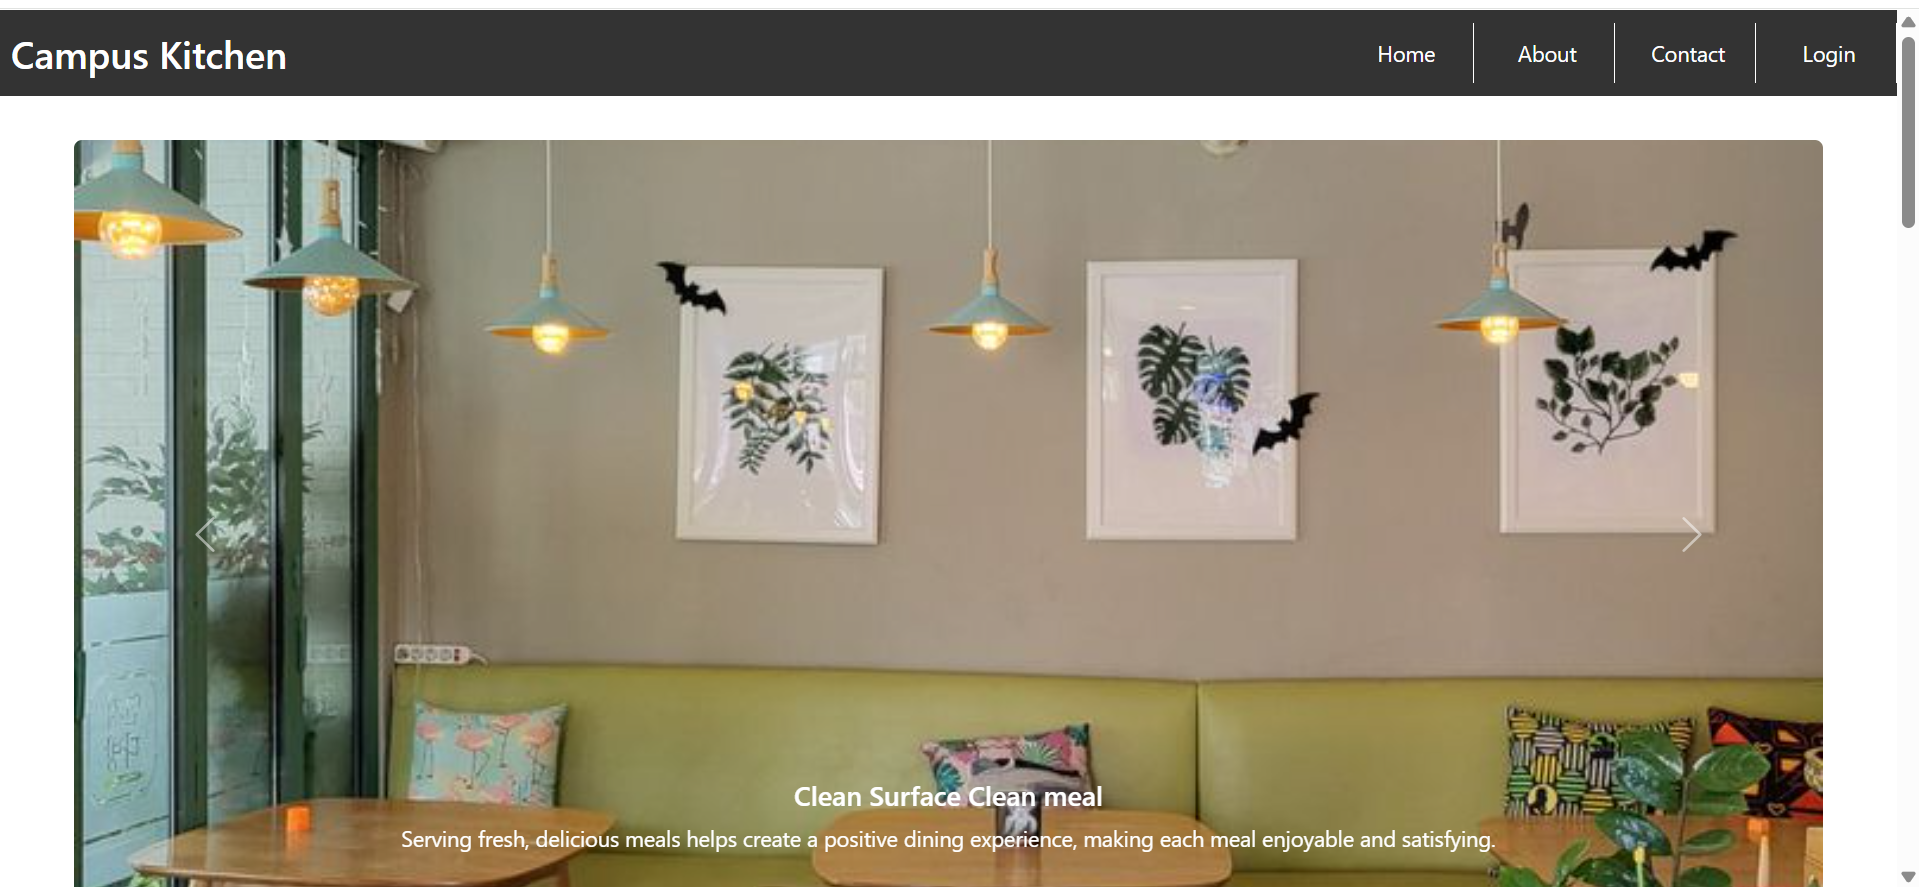 Campus Kitchen
Home
About
Contact
Login
Clean Surface Clean meal
Serving fresh, delicious meals helps create a positive dining experience, making each meal enjoyable and satisfying.